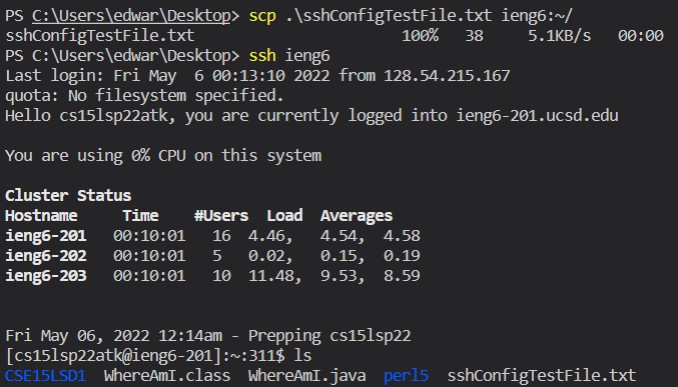 PS C:\Users\edwar\Desktop> scp .\sshConfigTestFile.txt ieng6:~/
sshConfigTestFile.txt 100% 38 5.1KB/s 00:00
PS C:\Users\edwar\Desktop> ssh ieng6
Last login: Fri May  6 00:13:10 2022 from 128.54.215.167
quota: No filesystem specified.
Hello cs15lsp22atk, you are currently logged into ieng6-201.ucsd.edu
You are using 0% CPU on this system
Cluster Status
Hostname Time #Users Load Averages
ieng6-201 00:10:01 16 4.46, 4.54, 4.58
ieng6-202 00:10:01 5 0.02, 0.15, 0.19
ieng6-203 00:10:01 10 11.48, 9.53, 8.59
Fri May 06, 2022 12:14am - Prepping cs15lsp22
[cs15lsp22atk@ieng6-201]:~:311$ ls
CSE15LSD1 WhereAmI.class WhereAmI.java perl5 sshConfigTestFile.txt